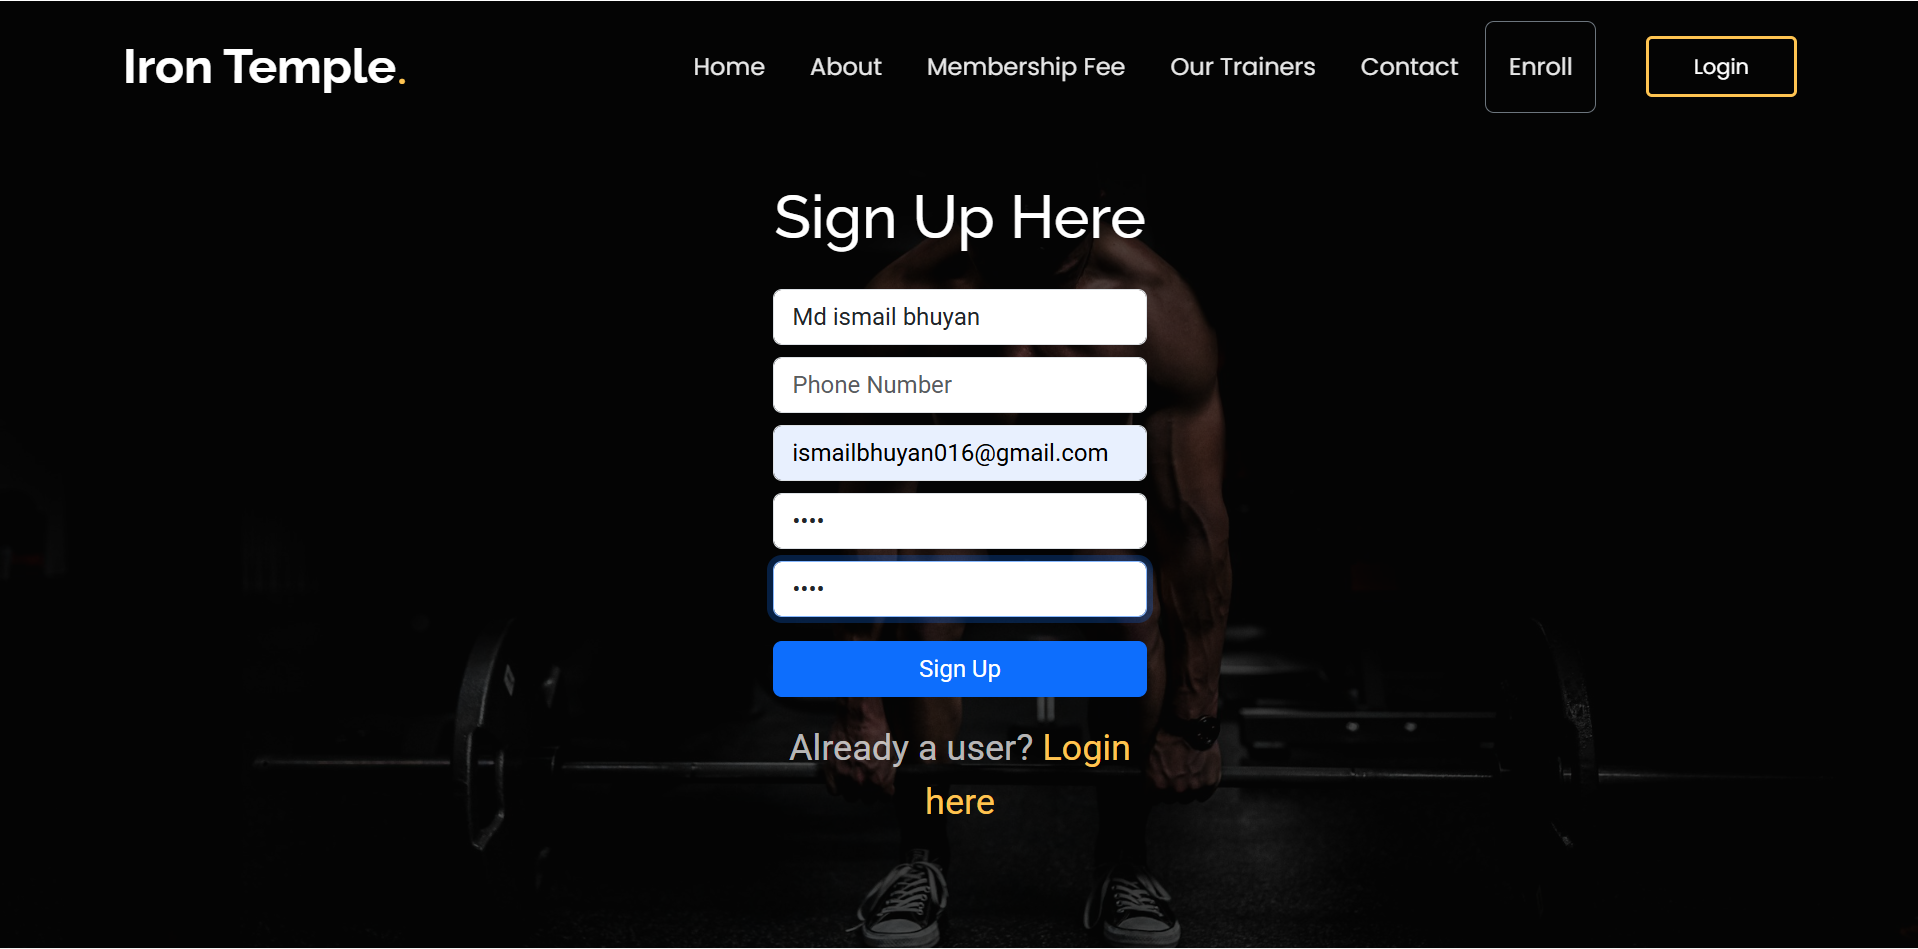 Iron Temple.
Home About Membership Fee Our Trainers Contact Enroll Login
Sign Up Here
Md ismail bhuyan
Phone Number
ismailbhuyan016@gmail.com
••••
••••
Sign Up
Already a user? Login
here